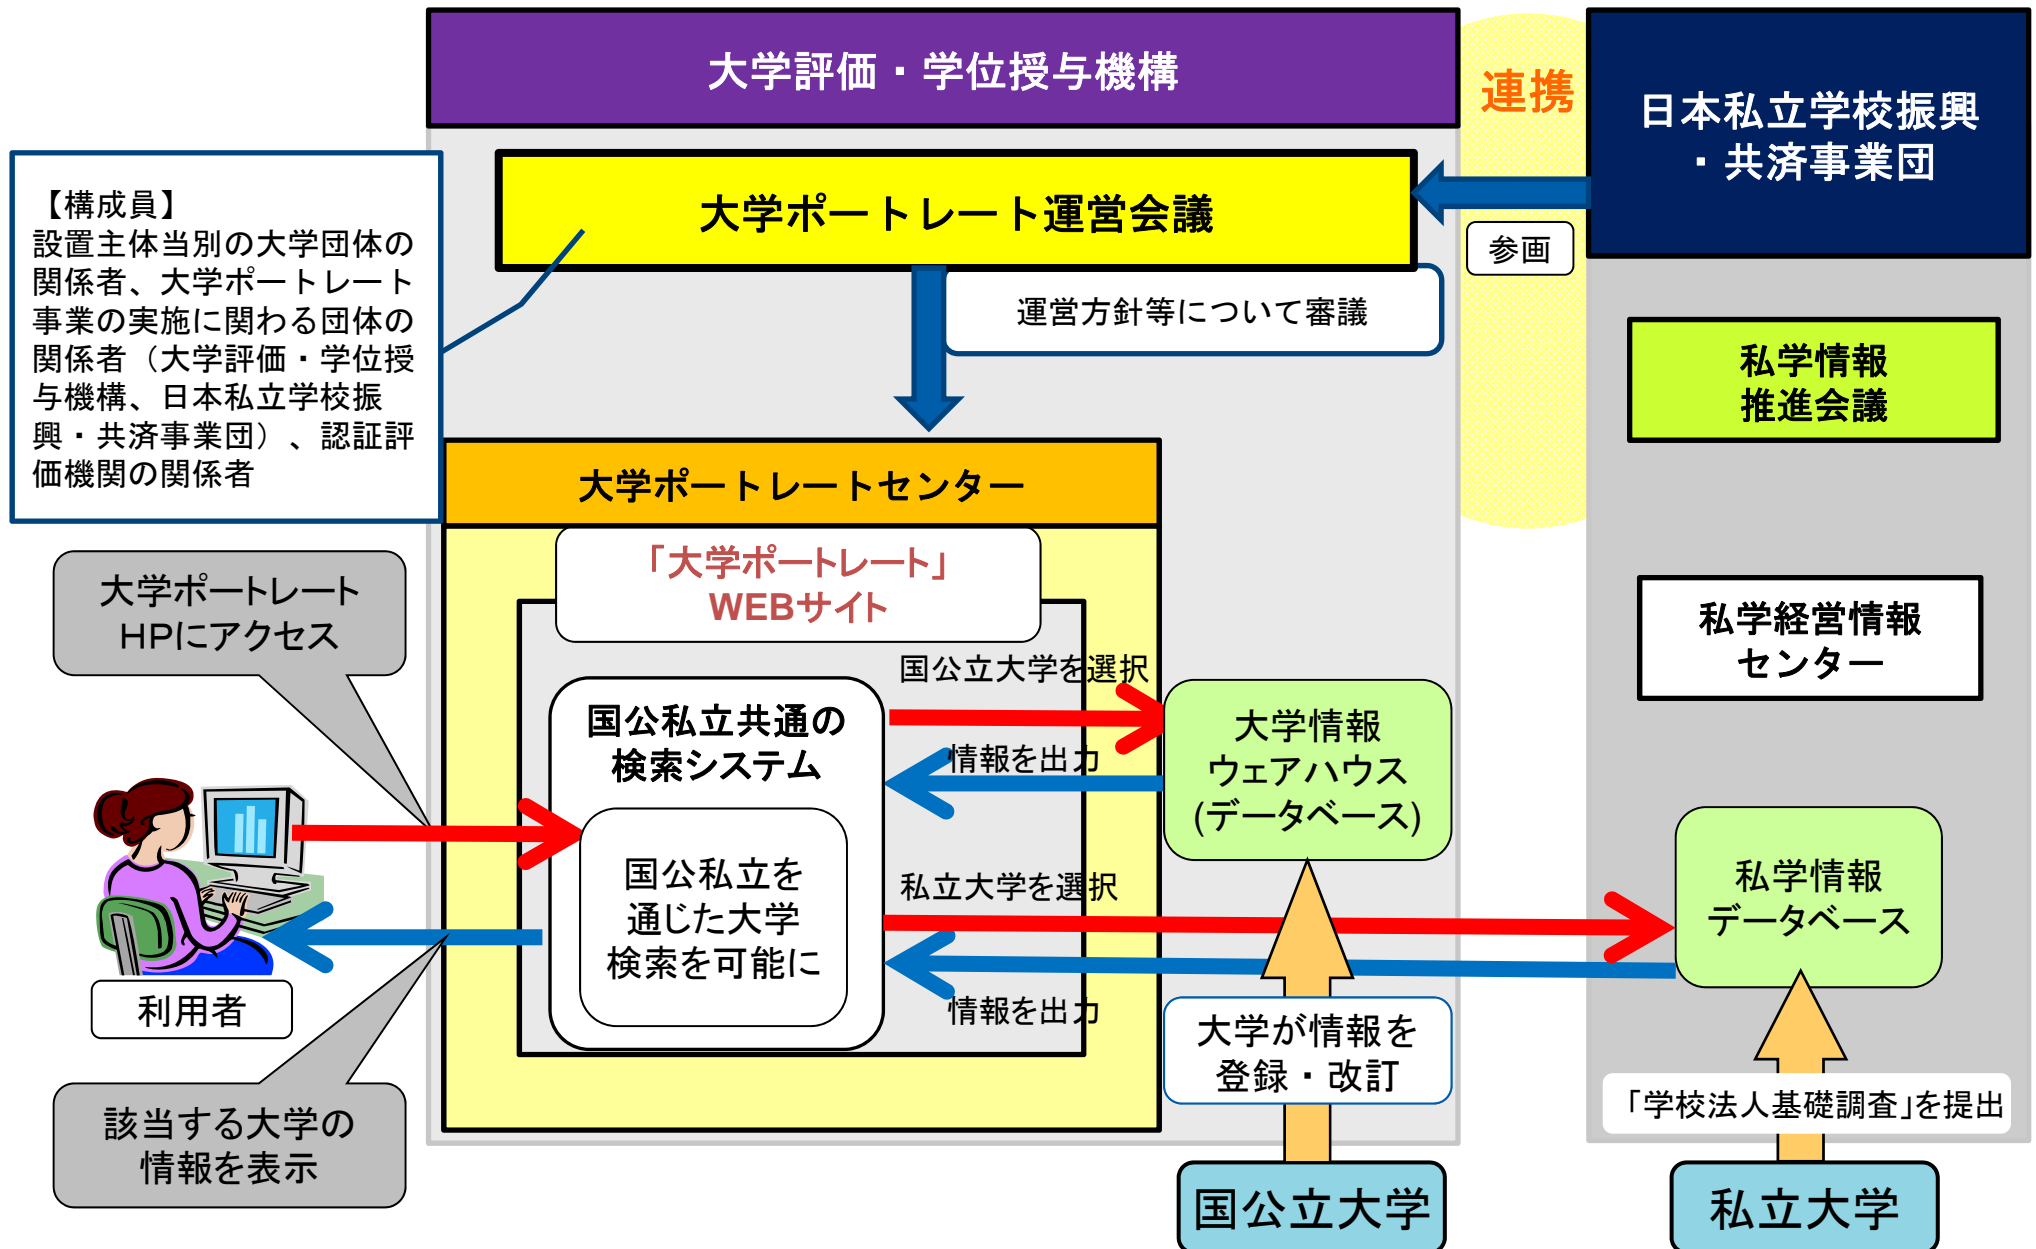 大学評価・学位授与機構
連携
日本私立学校振興
・共済事業団
【構成員】
設置主体当別の大学団体の
関係者、大学ポートレート
事業の実施に関わる団体の
関係者（大学評価・学位授
与機構、日本私立学校振
興・共済事業団）、認証評
価機関の関係者
大学ポートレート運営会議
参画
運営方針等について審議
私学情報
推進会議
大学ポートレートセンター
「大学ポートレート」
WEBサイト
大学ポートレート
HPにアクセス
私学経営情報
センター
国公立大学を選択
国公私立共通の
検索システム
情報を出力
大学情報
ウェアハウス
(データベース)
国公私立を
通じた大学
検索を可能に
私立大学を選択
私学情報
データベース
情報を出力
利用者
大学が情報を
登録・改訂
「学校法人基礎調査」を提出
該当する大学の
情報を表示
国公立大学
私立大学